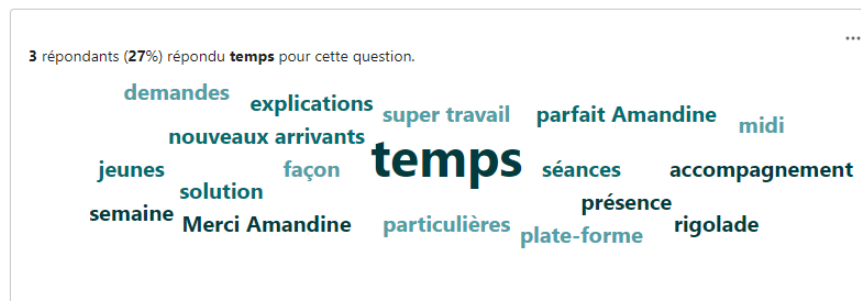 3 répondants (27%) répondu temps pour cette question.
demandes
explications
super travail
parfait Amandine
midi
nouveaux arrivants
temps
jeunes
façon
séances
accompagnement
solution
présence
semaine
Merci Amandine
particulières
plate-forme
rigolade